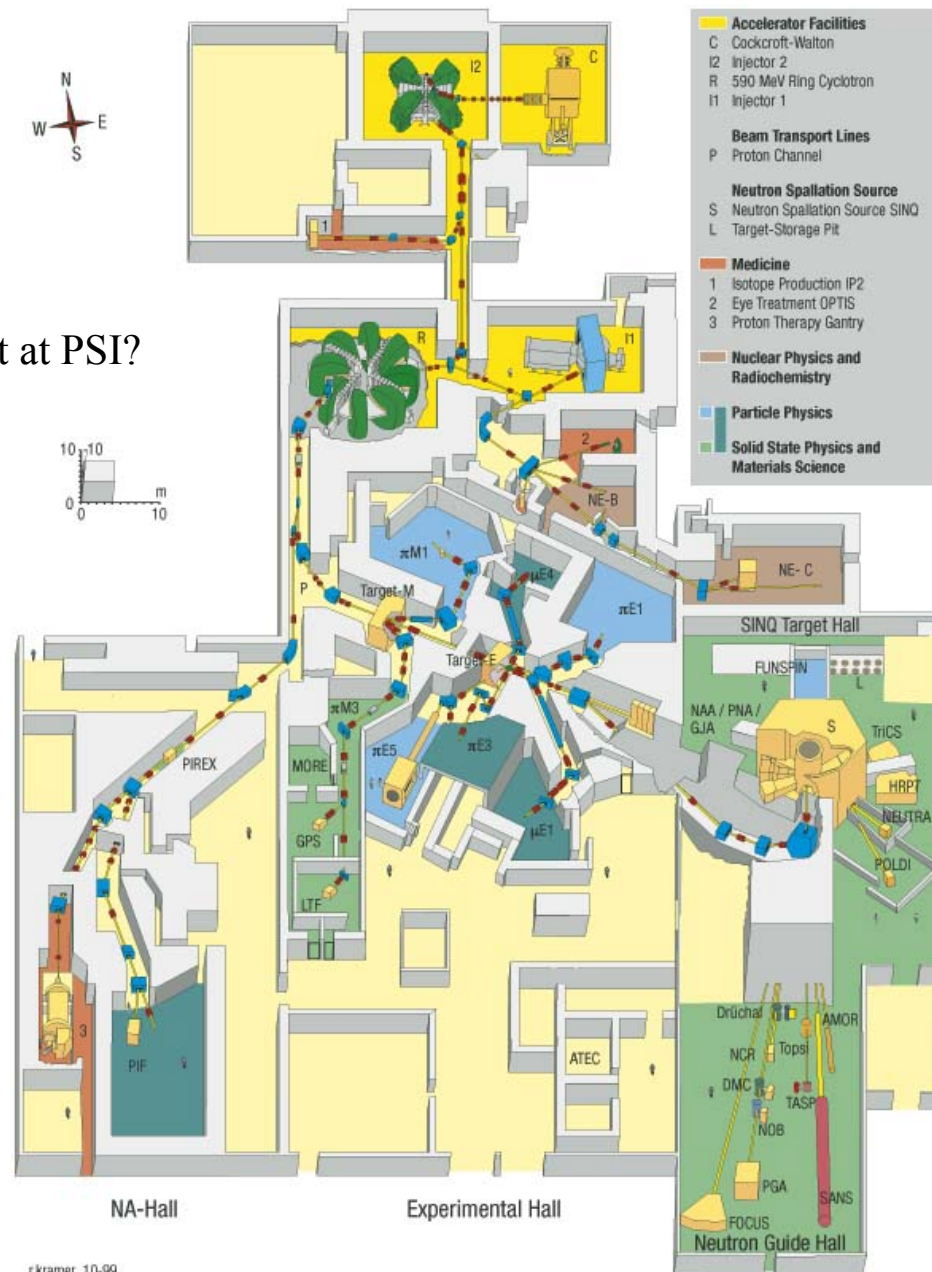 Accelerator Facilities
C Cockcroft-Walton
I2 Injector 2
R 590 MeV Ring Cyclotron
I1 Injector 1
Beam Transport Lines
P Proton Channel
Neutron Spallation Source
S Neutron Spallation Source SINQ
L Target-Storage Pit
Medicine
1 Isotope Production IP2
2 Eye Treatment OPTIS
3 Proton Therapy Gantry
Nuclear Physics and
Radiochemistry
Particle Physics
Solid State Physics and
Materials Science
N
W E
S
I2
C
1
t at PSI?
R
I1
2
10 10
0
0 m 10
NE-B
πM1
μE4
NE- C
P
Target-M
πE1
SINQ Target Hall
Target-E
FUNSPIN
L
πM3
NAA / PNA /
GJA
S
TriCS
πE5
πE3
PIREX
MORE
HRPT
NEUTRA
μE1
GPS
POLDI
LTF
Drüchal
AMOR
3
NCR
Topsi
PIF
ATEC
DMC
TASP
NOB
PGA
SANS
FOCUS
NA-Hall
Experimental Hall
Neutron Guide Hall
r.kramer 10-99